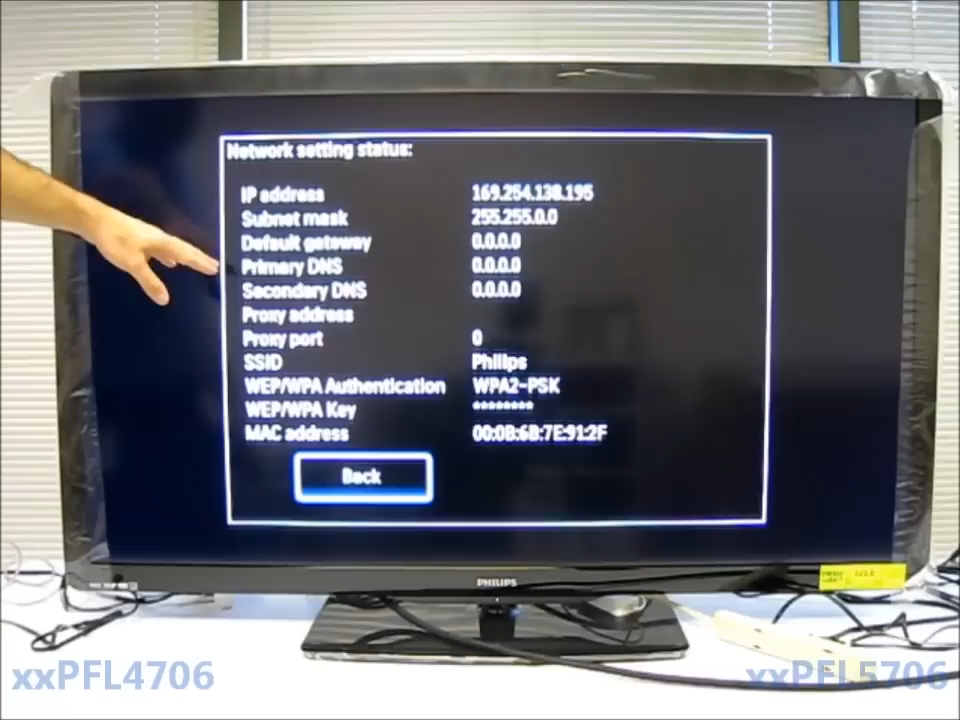 Network setting status:
IP address 169.254.138.195
Subnet mask 255.255.0.0
Default gateway 0.0.0.0
Primary DNS 0.0.0.0
Secondary DNS 0.0.0.0
Proxy address
Proxy port 0
SSID Philips
WEP/WPA Authentication WPA2-PSK
WEP/WPA Key ********
MAC address 00:0B:6B:7E:91:2F
Back
PHILIPS
xxPFL4706 xxPFL5706